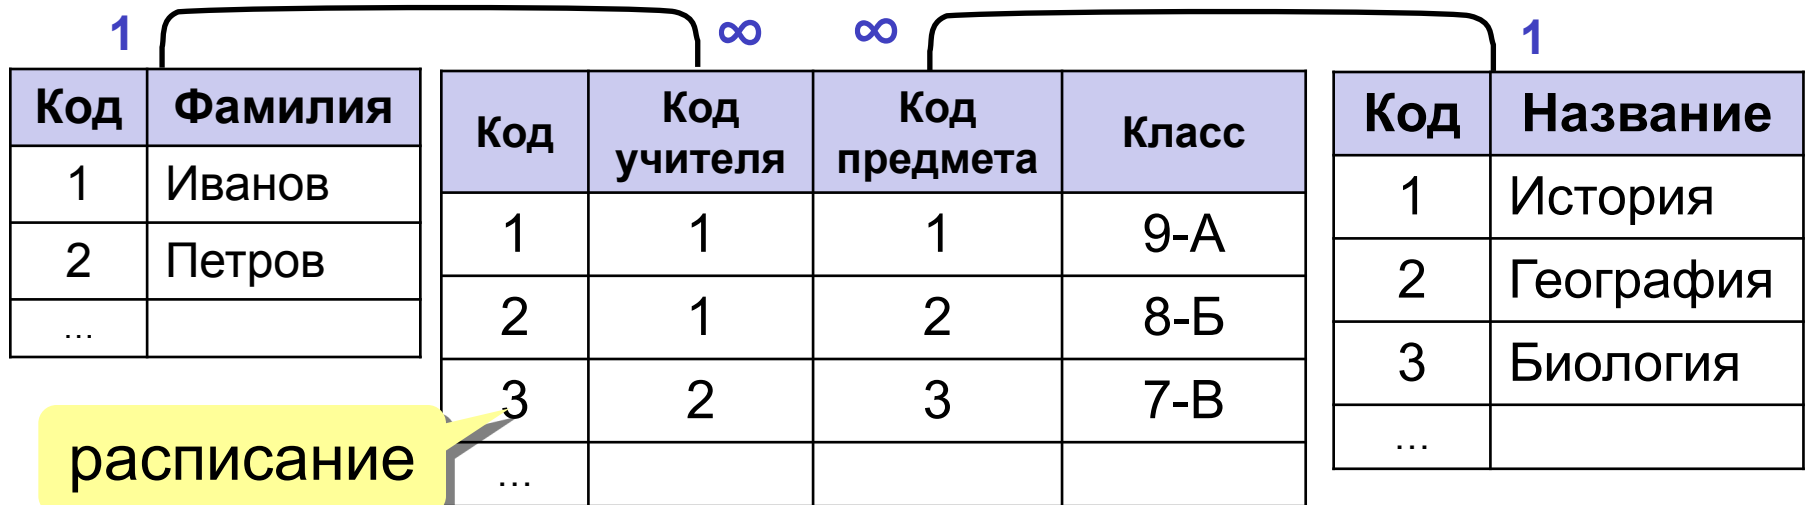 1 ∞ ∞ 1
Код Фамилия
1 Иванов
2 Петров
...
Код Код учителя Код предмета Класс
1 1 1 9-А
2 1 2 8-Б
3 2 3 7-В
...
Код Название
1 История
2 География
3 Биология
...
расписание